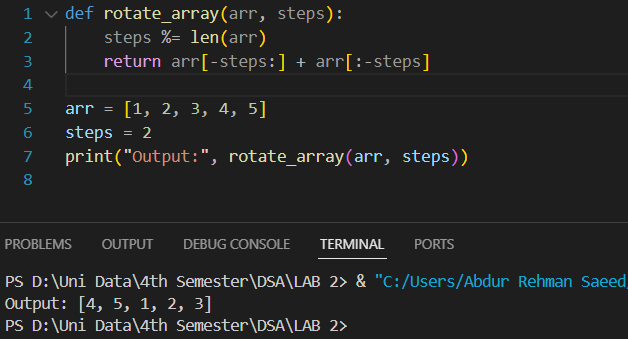 1 def rotate_array(arr, steps):
2     steps %= len(arr)
3     return arr[-steps:] + arr[:-steps]
4
5 arr = [1, 2, 3, 4, 5]
6 steps = 2
7 print("Output:", rotate_array(arr, steps))
8
PROBLEMS OUTPUT DEBUG CONSOLE TERMINAL PORTS
PS D:\Uni Data\4th Semester\DSA\LAB 2> & "C:/Users/Abdur Rehman Saeed/
Output: [4, 5, 1, 2, 3]
PS D:\Uni Data\4th Semester\DSA\LAB 2>